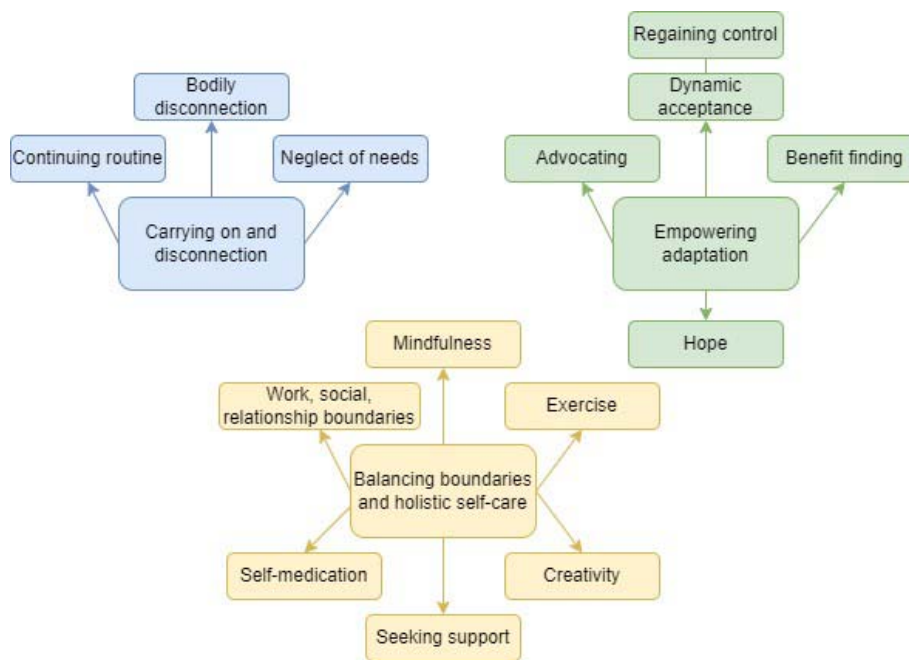 Regaining control
Bodily
disconnection
Dynamic
acceptance
Continuing routine
Neglect of needs
Advocating
Benefit finding
Carrying on and
disconnection
Empowering
adaptation
Mindfulness
Hope
Work, social,
relationship boundaries
Exercise
Balancing boundaries
and holistic self-care
Self-medication
Creativity
Seeking support